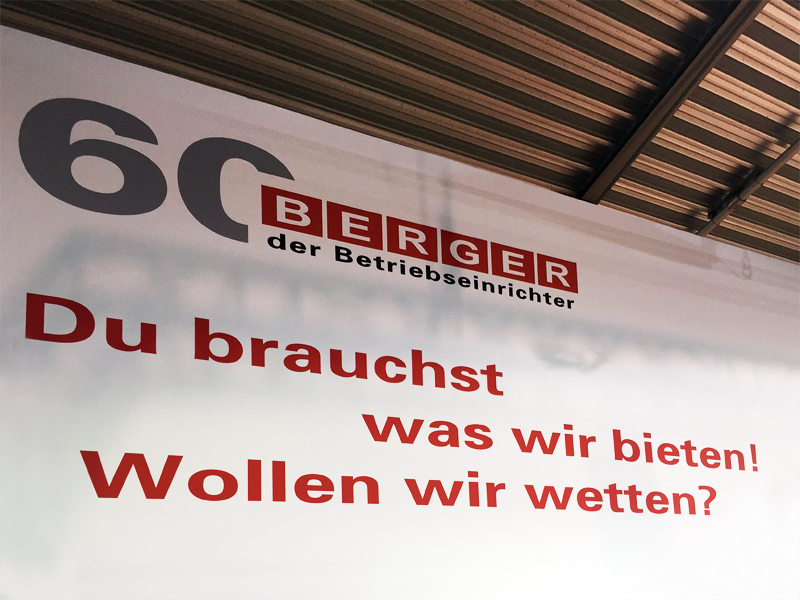 60 BERGER
der Betriebseinrichter
Du brauchst
was wir bieten!
Wollen wir wetten?